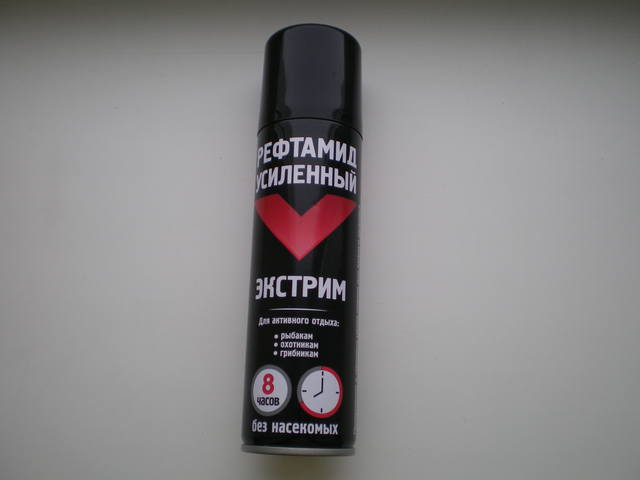 РЕФТАМИД
УСИЛЕННЫЙ
ЭКСТРИМ
Для активного отдыха:
• рыбакам
• охотникам
• грибникам
8
часов
без насекомых